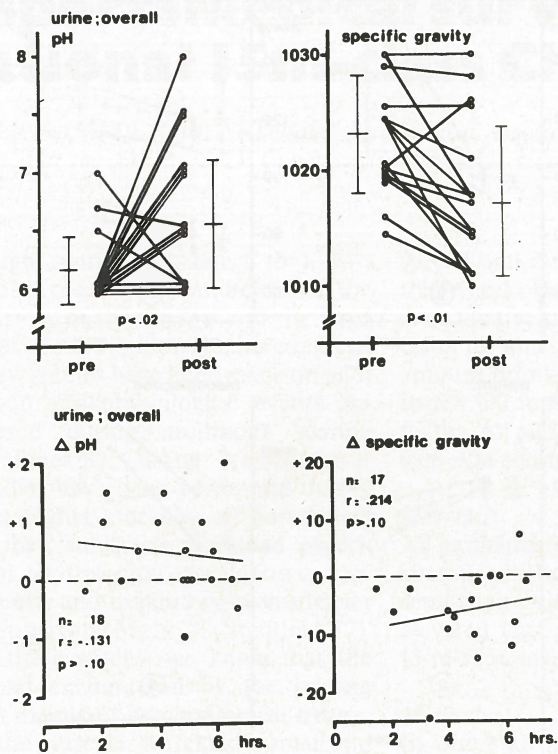 urine; overall
pH
8
7
6
p< .02
pre
post
specific gravity
1030
1020
1010
p< .01
pre
post
urine ; overall
Δ pH
+ 2
+ 1
0
- 1
- 2
n: 18
r: .131
p > .10
0
2
4
6
hrs.
Δ specific gravity
+ 20
+ 10
0
- 10
- 20
n: 17
r: .214
p >.10
0
2
4
6
hrs.